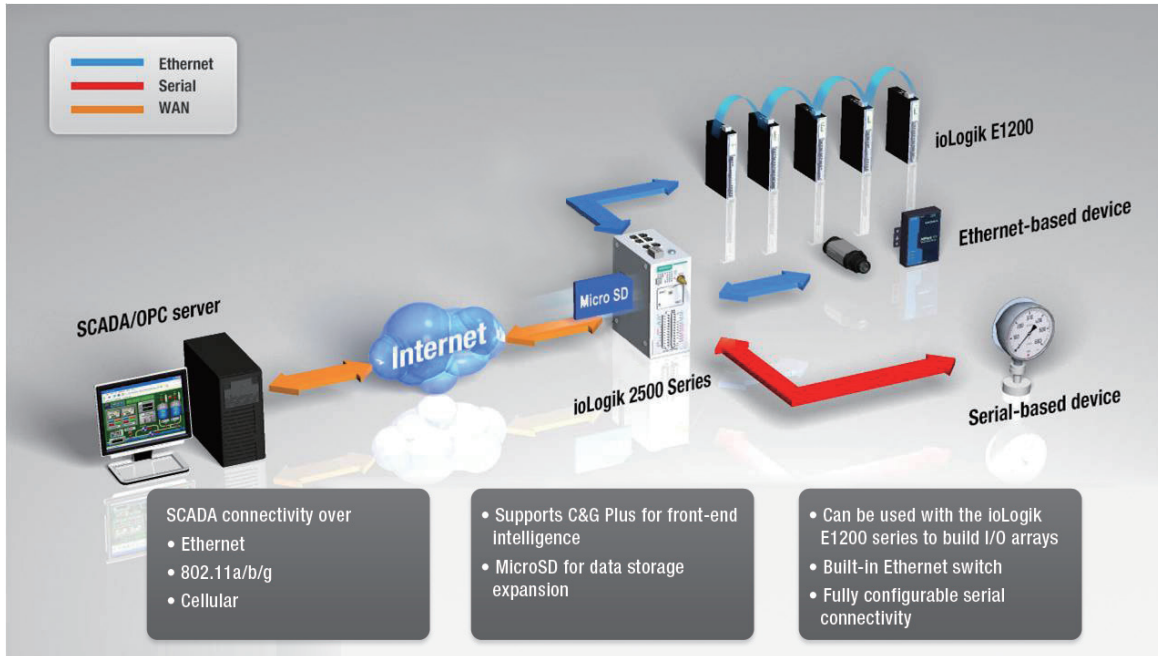 Ethernet
Serial
WAN
ioLogik E1200
Ethernet-based device
SCADA/OPC server
Internet
Micro SD
ioLogik 2500 Series
Serial-based device
SCADA connectivity over
• Ethernet
• 802.11a/b/g
• Cellular
• Supports C&G Plus for front-end
intelligence
• MicroSD for data storage
expansion
• Can be used with the ioLogik
E1200 series to build I/O arrays
• Built-in Ethernet switch
• Fully configurable serial
connectivity